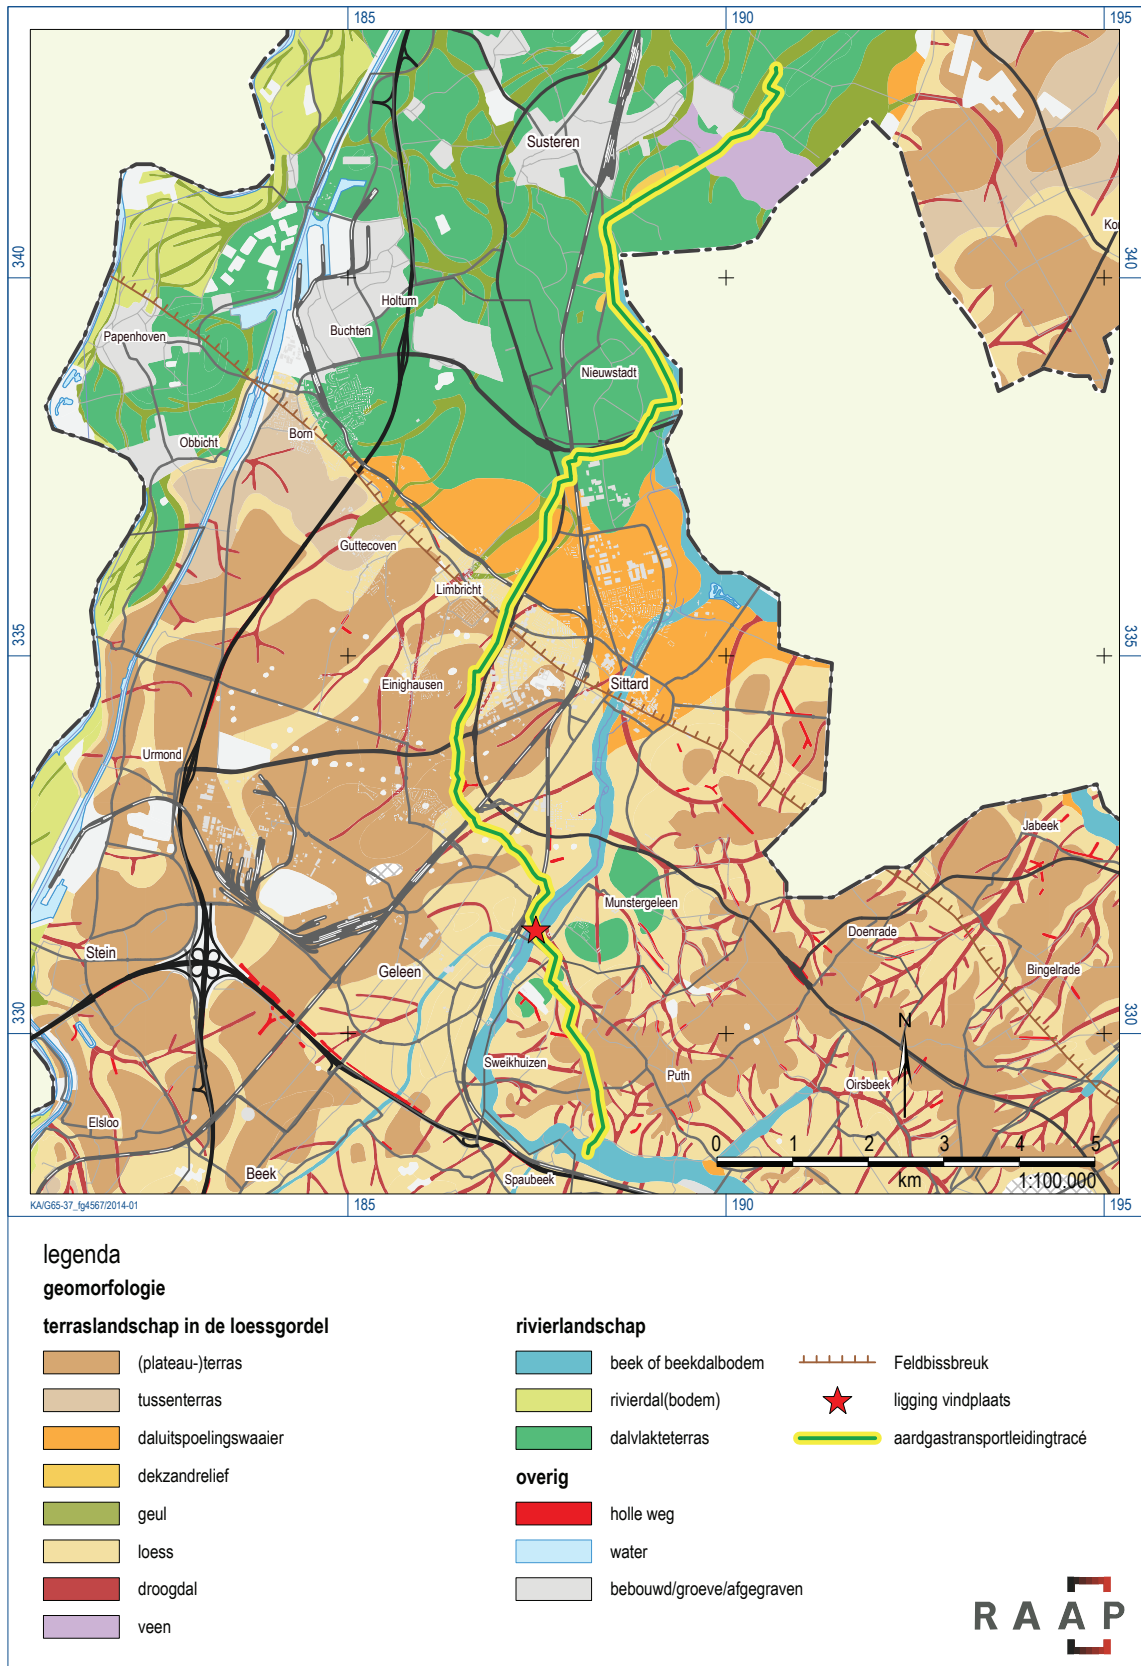 185
190
195
Susteren
340
Ko
340
Holtum
Buchten
Papenhoven
Nieuwstadt
Obbicht
Born
Guttecoven
Limbricht
335
335
Einighausen
Sittard
Urmond
Jabeek
Munstergeleen
Doenrade
Stein
Geleen
Bingelrade
330
N
330
Sweikhuizen
Puth
Oirsbeek
Elsloo
0 1 2 3 4 5
Beek
Spaubeek
km
1:100.000
KA/G65-37_fg4567/2014-01
185
190
195
legenda
geomorfologie
terraslandschap in de loessgordel
(plateau-)terras
tussenterras
daluitspoelingswaaier
dekzandrelief
geul
loess
droogdal
veen
rivierlandschap
beek of beekdalbodem
rivierdal(bodem)
dalvlakteterras
overig
holle weg
water
bebouwd/groeve/afgegraven
Feldbissbreuk
ligging vindplaats
aardgastransportleidingtracé
RAAP